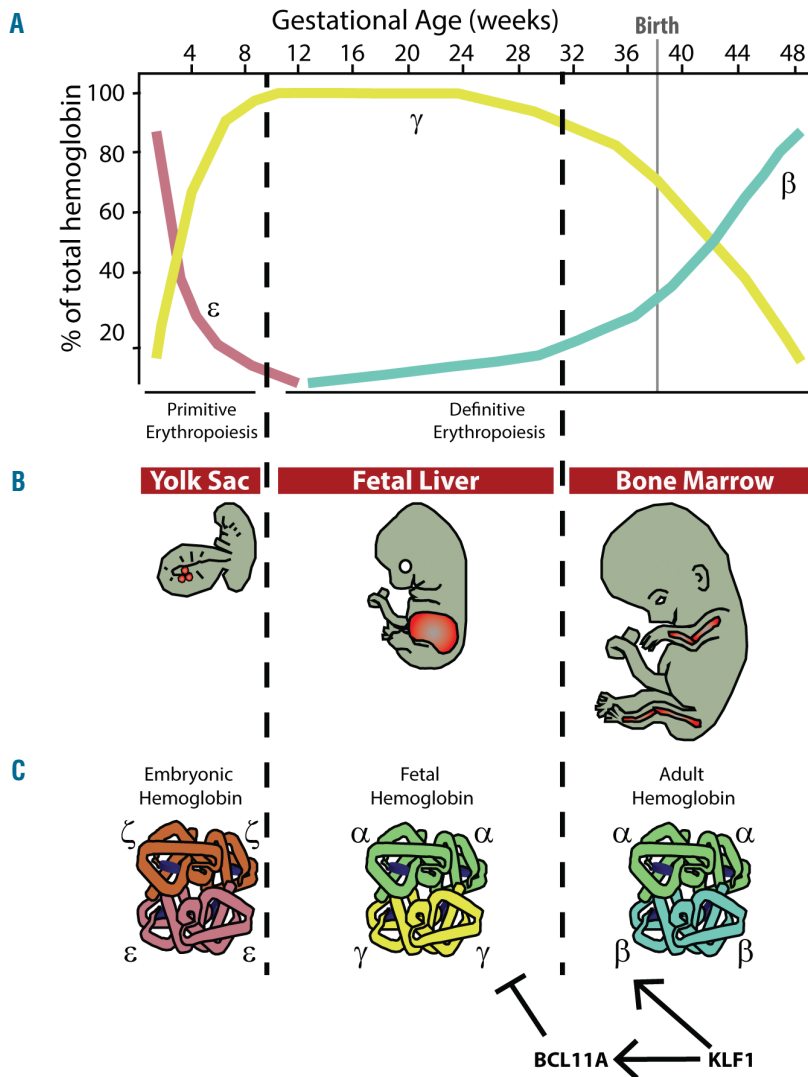 A
Gestational Age (weeks)
Birth
4 8 12 16 20 24 28 32 36 40 44 48
% of total hemoglobin
100
80
60
40
20
γ
β
ε
Primitive
Erythropoiesis
Definitive
Erythropoiesis
B
Yolk Sac
Fetal Liver
Bone Marrow
C
Embryonic
Hemoglobin
Fetal
Hemoglobin
Adult
Hemoglobin
ζ ζ α α α α
ε ε γ γ β β
BCL11A
KLF1